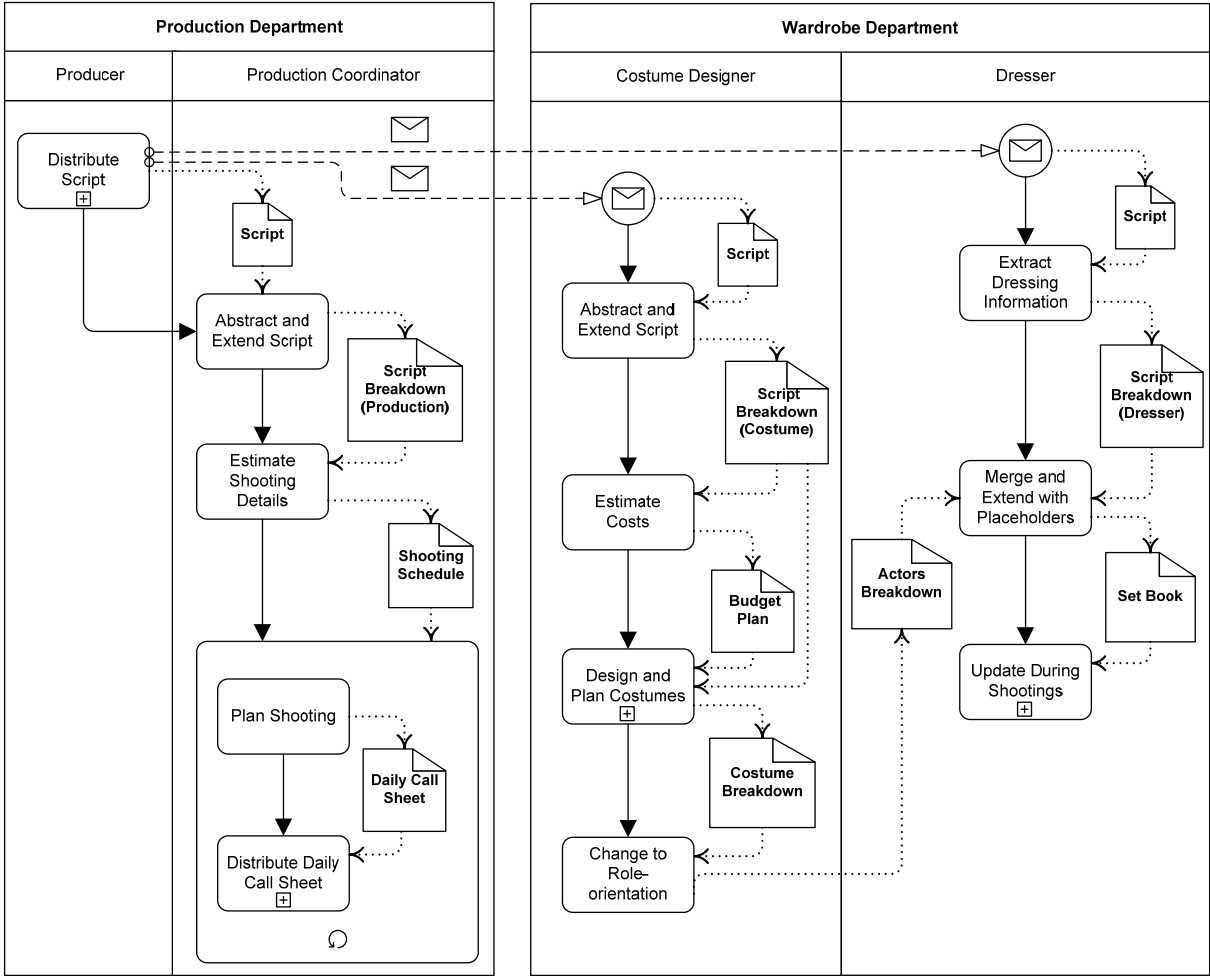 Production Department
Producer
Production Coordinator
Distribute
Script
Script
Abstract and
Extend Script
Script
Breakdown
(Production)
Estimate
Shooting
Details
Shooting
Schedule
Plan Shooting
Daily Call
Sheet
Distribute Daily
Call Sheet
Wardrobe Department
Costume Designer
Dresser
Script
Abstract and
Extend Script
Script
Breakdown
(Costume)
Estimate
Costs
Budget
Plan
Design and
Plan Costumes
Costume
Breakdown
Change to
Role–
orientation
Script
Extract
Dressing
Information
Script
Breakdown
(Dresser)
Merge and
Extend with
Placeholders
Actors
Breakdown
Set Book
Update During
Shootings